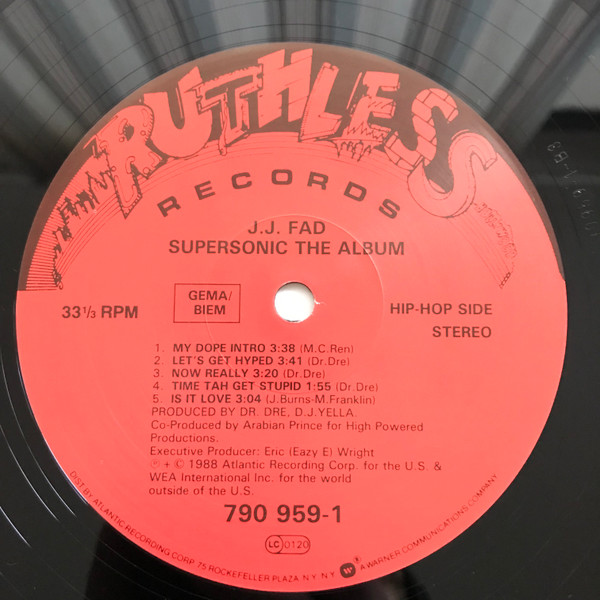 RUTHLESS
RECORDS
J.J. FAD
SUPERSONIC THE ALBUM
33 1/3 RPM
GEMA/
BIEM
HIP-HOP SIDE
STEREO
1. MY DOPE INTRO 3:38 (M.C.Ren)
2. LET'S GET HYPED 3:41 (Dr.Dre)
3. NOW REALLY 3:20 (Dr.Dre)
4. TIME TAH GET STUPID 1:55 (Dr.Dre)
5. IS IT LOVE 3:04 (J.Burns-M.Franklin)
PRODUCED BY DR. DRE, D.J.YELLA.
Co-Produced by Arabian Prince for High Powered
Productions.
Executive Producer: Eric (Eazy E) Wright
℗ + © 1988 Atlantic Recording Corp. for the U.S. &
WEA International Inc. for the world
outside of the U.S.
790 959-1
LC 0120
DIST. BY ATLANTIC RECORDING CORP. 75 ROCKEFELLER PLAZA. N.Y. N.Y. W ® A WARNER COMMUNICATIONS COMPANY